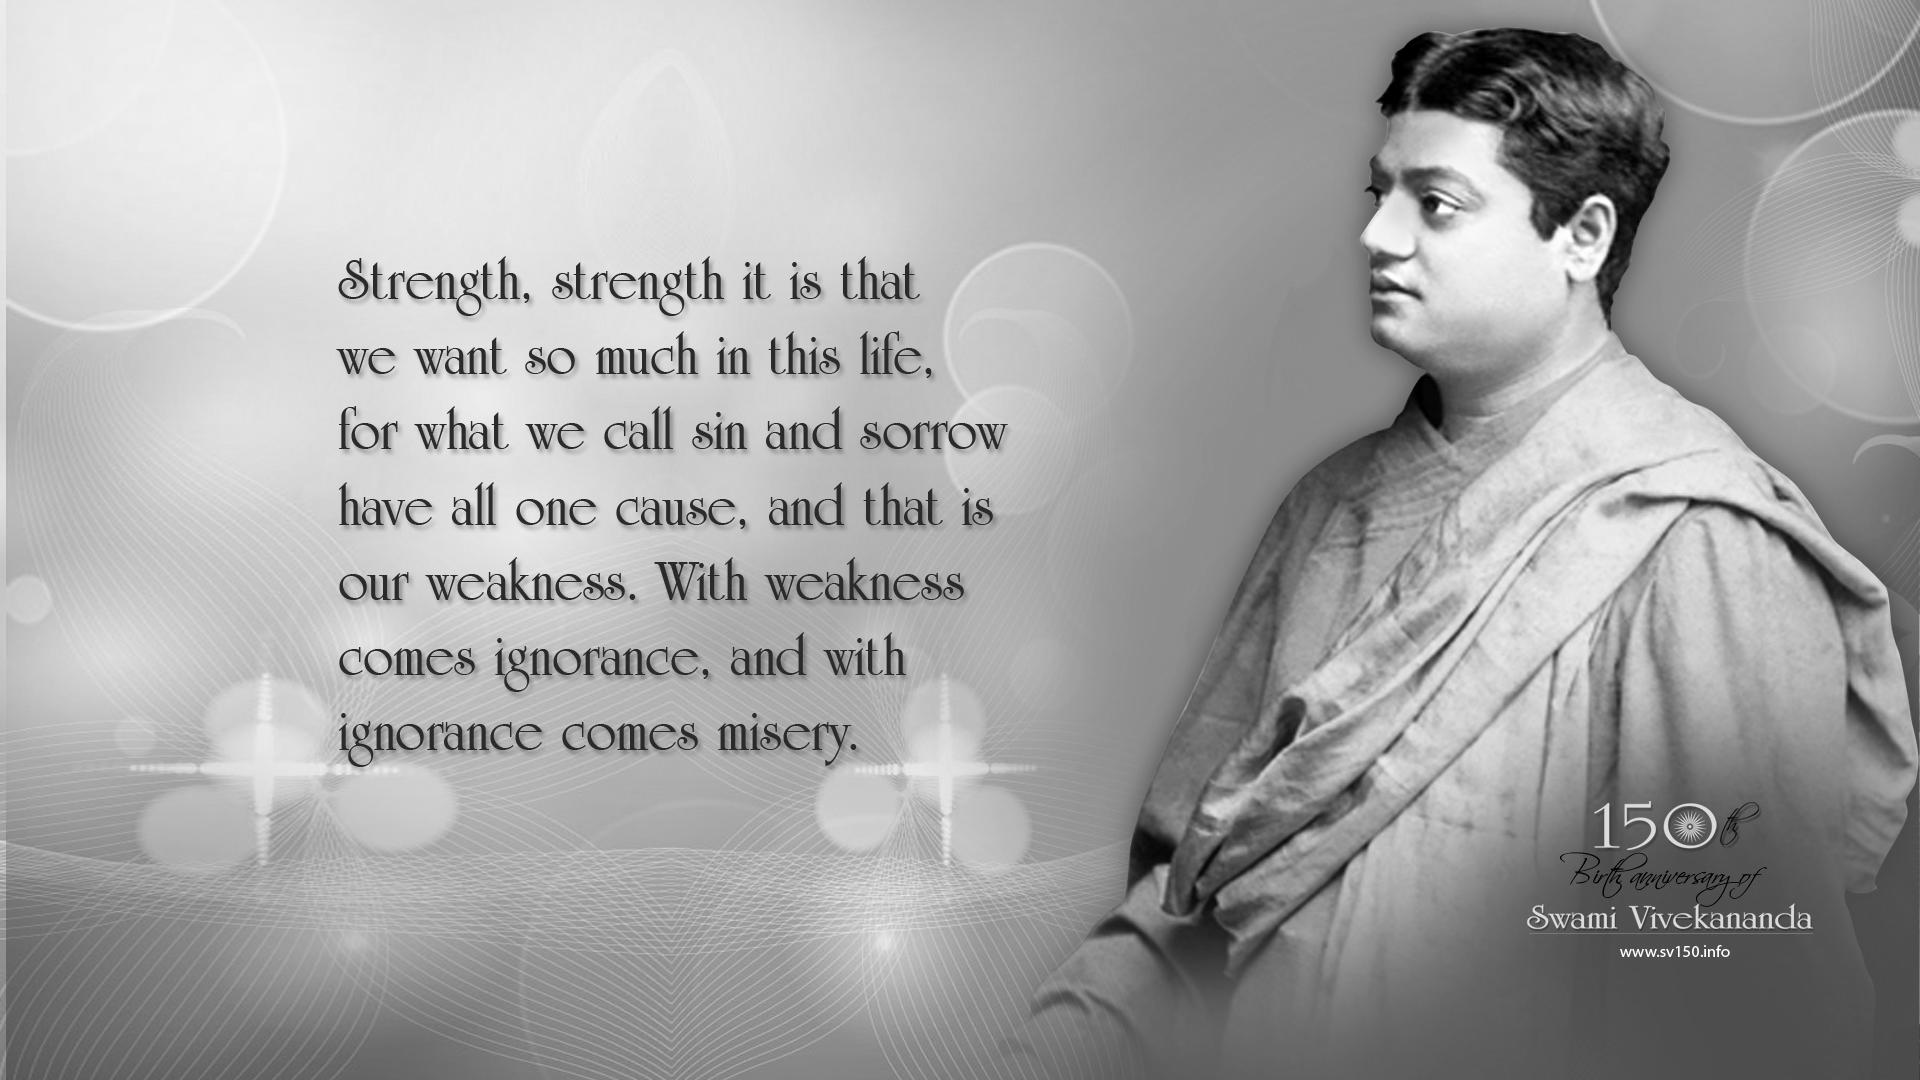 Strength, strength it is that
we want so much in this life,
for what we call sin and sorrow
have all one cause, and that is
our weakness. With weakness
comes ignorance, and with
ignorance comes misery.
150th
Birth anniversary of
Swami Vivekananda
www.sv150.info